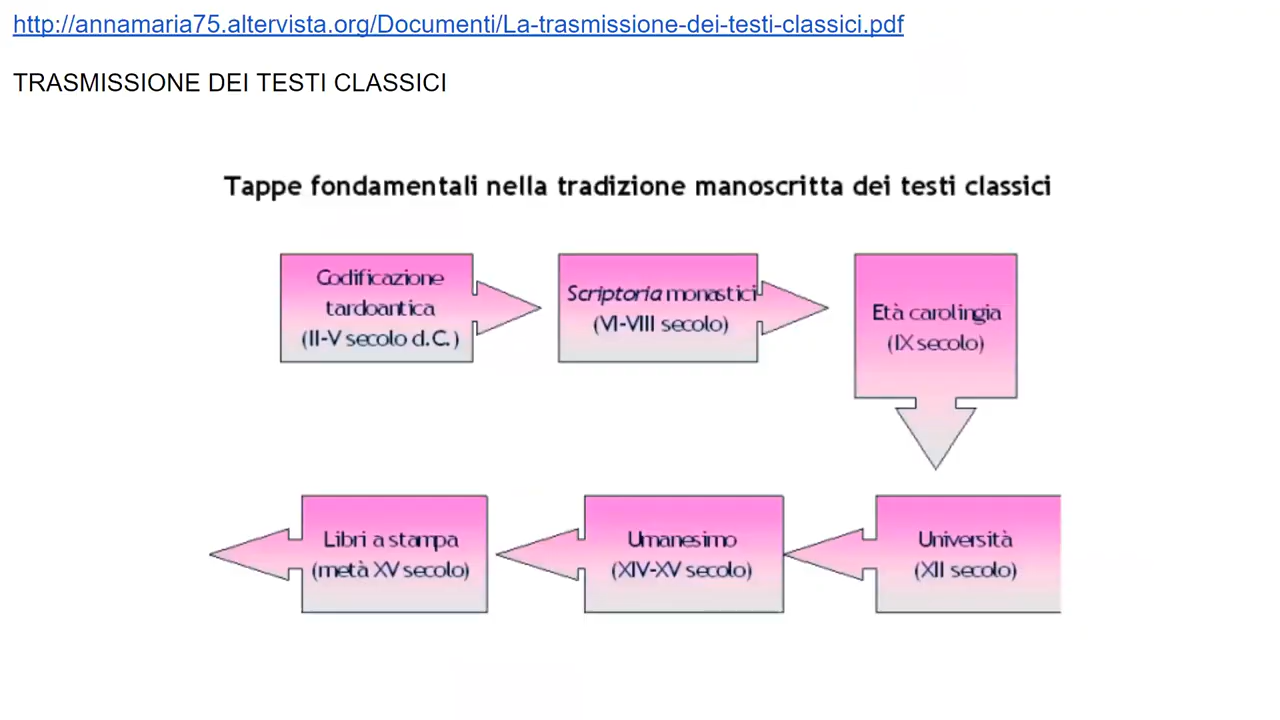 http://annamaria75.altervista.org/Documenti/La-trasmissione-dei-testi-classici.pdf
TRASMISSIONE DEI TESTI CLASSICI
Tappe fondamentali nella tradizione manoscritta dei testi classici
Codificazione
tardoantica
(II-V secolo d.C.)
Scriptoria monastici
(VI-VIII secolo)
Età carolingia
(IX secolo)
Università
(XII secolo)
Umanesimo
(XIV-XV secolo)
Libri a stampa
(metà XV secolo)